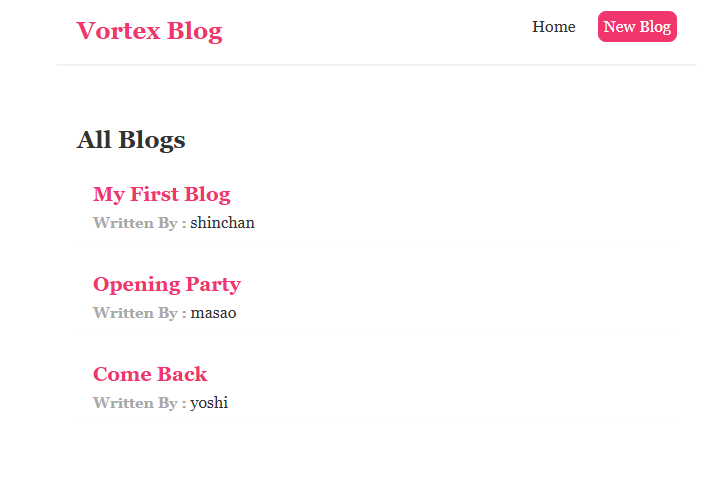 Vortex Blog
Home New Blog
All Blogs
My First Blog
Written By : shinchan
Opening Party
Written By : masao
Come Back
Written By : yoshi